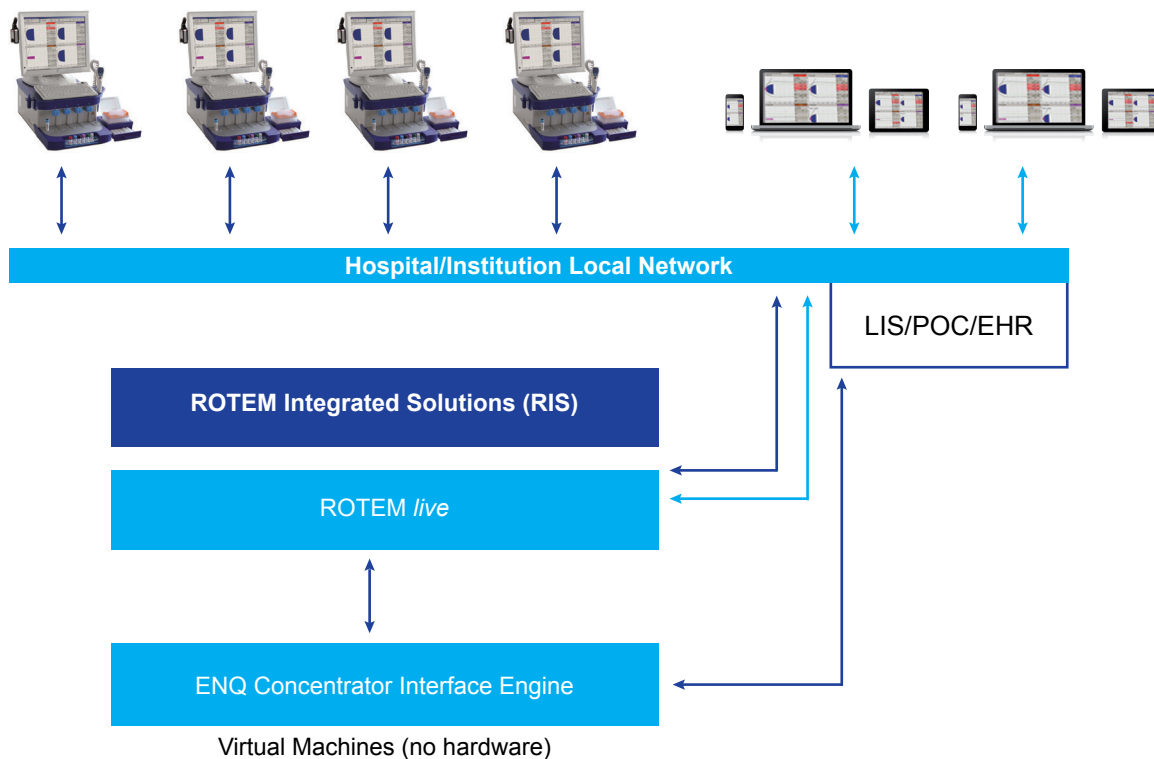 Hospital/Institution Local Network
LIS/POC/EHR
ROTEM Integrated Solutions (RIS)
ROTEM live
ENQ Concentrator Interface Engine
Virtual Machines (no hardware)